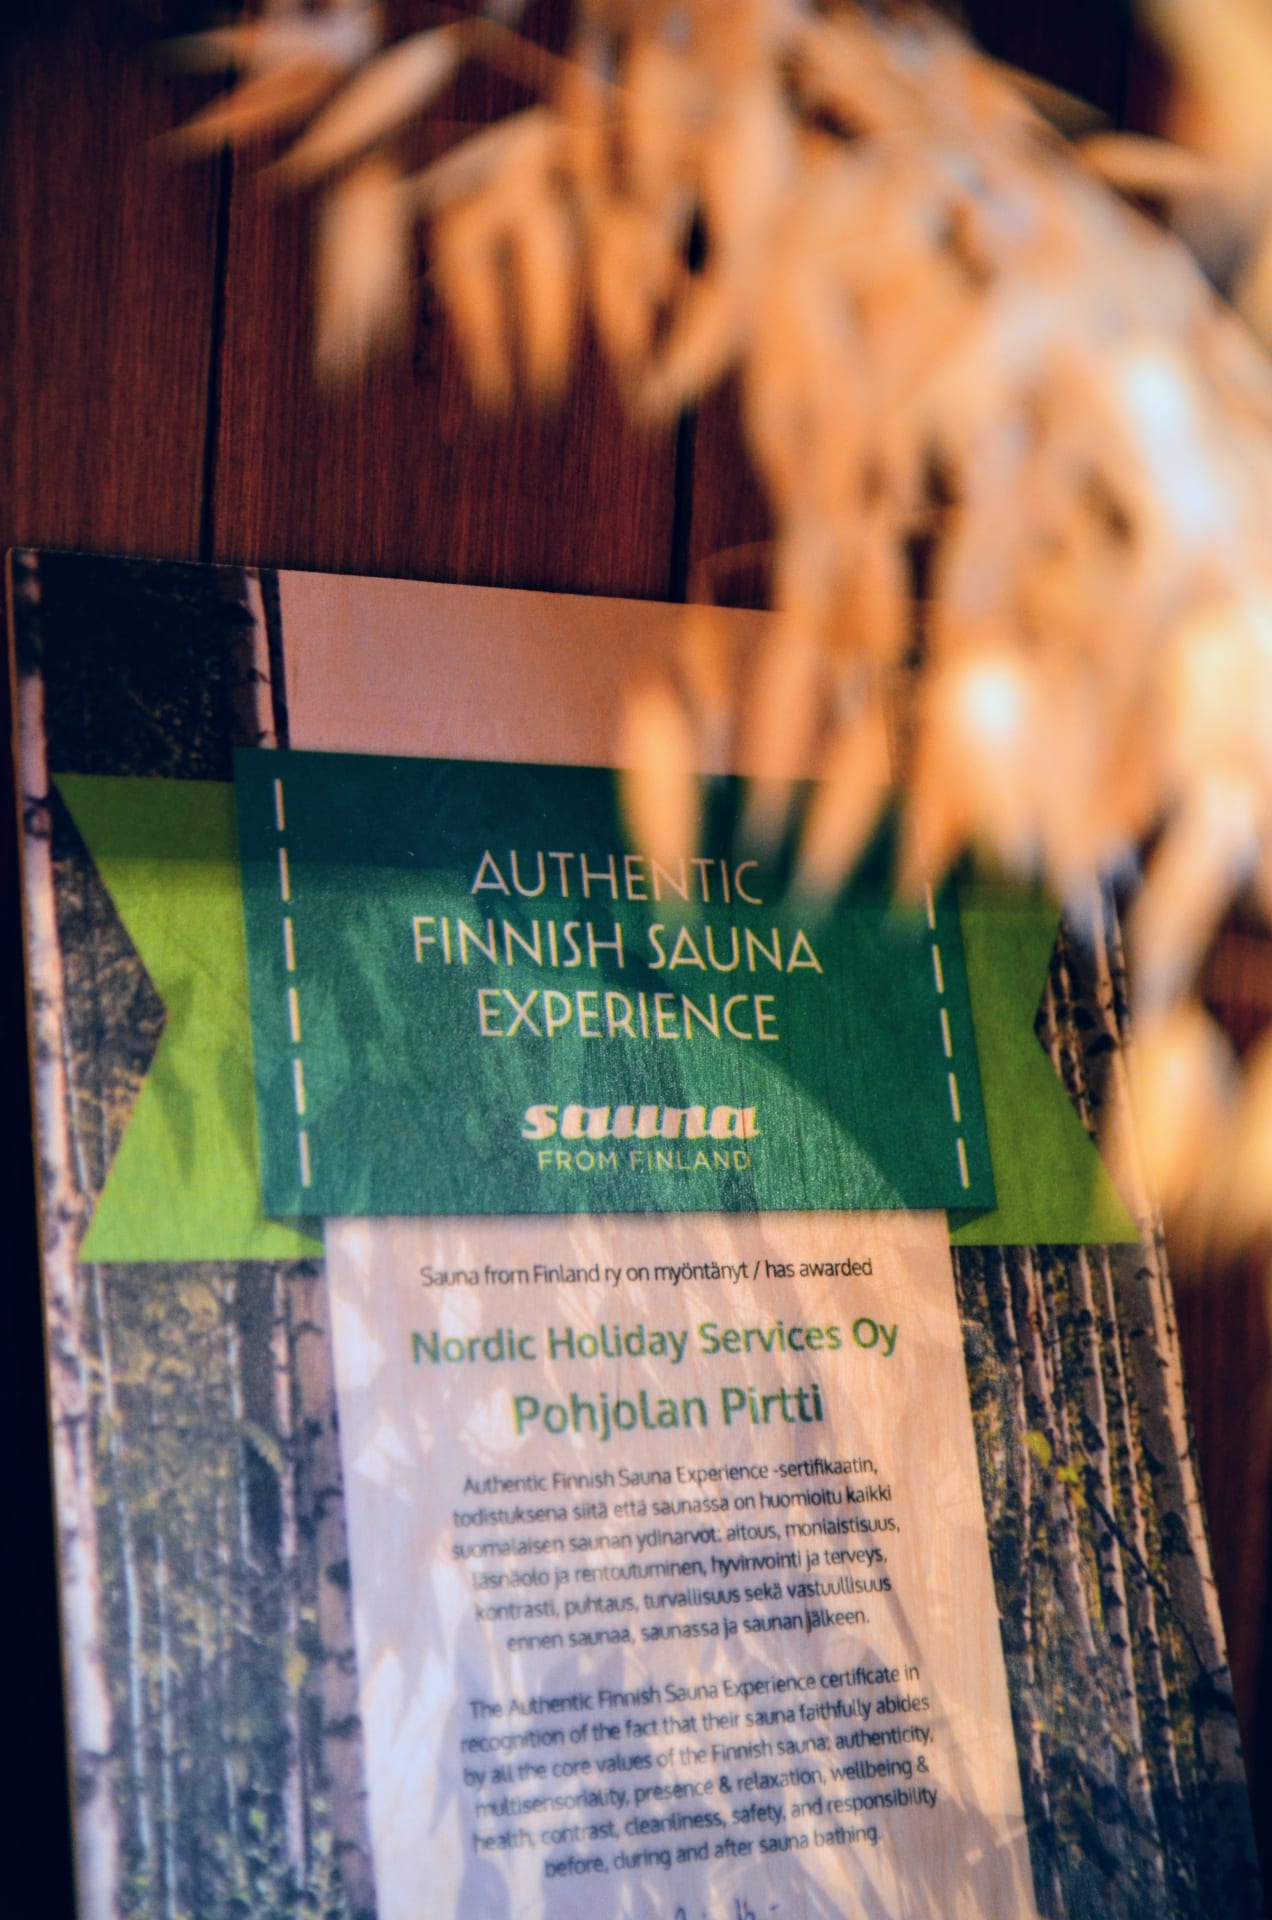 AUTHENTIC
FINNISH SAUNA
EXPERIENCE
sauna
FROM FINLAND
Sauna from Finland ry on myöntänyt / has awarded
Nordic Holiday Services Oy
Pohjolan Pirtti
Authentic Finnish Sauna Experience -sertifikaatin,
todistuksena siitä että saunassa on huomioitu kaikki
suomalaisen saunan ydinarvot: aitous, moniaistisuus,
läsnäolo ja rentoutuminen, hyvinvointi ja terveys,
kontrasti, puhtaus, turvallisuus sekä vastuullisuus
ennen saunaa, saunassa ja saunan jälkeen.
The Authentic Finnish Sauna Experience certificate in
recognition of the fact that their sauna faithfully abides
by all the core values of the Finnish sauna: authenticity,
multisensoriality, presence & relaxation, wellbeing &
health, contrast, cleanliness, safety, and responsibility
before, during and after sauna bathing.